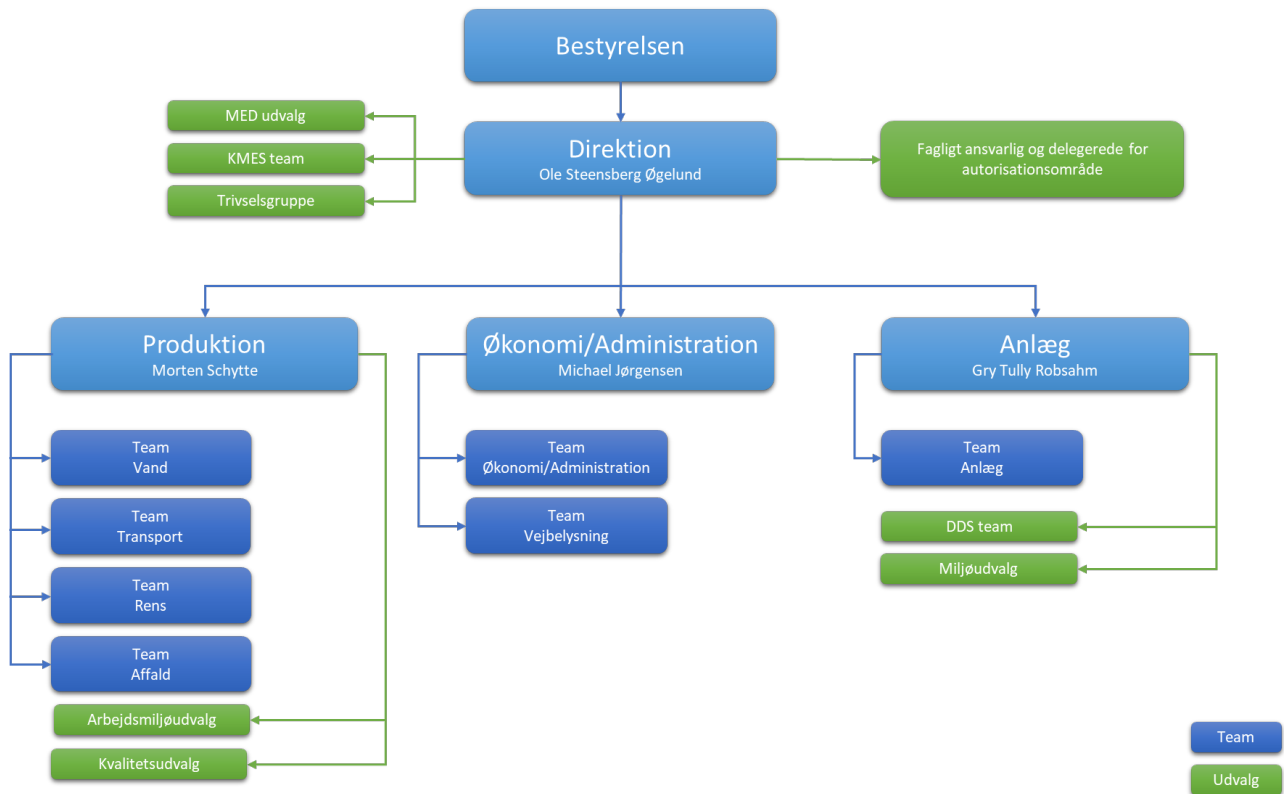 Bestyrelsen
MED udvalg
KMES team
Trivselsgruppe
Direktion
Ole Steensberg Øgelund
Fagligt ansvarlig og delegerede for
autorisationsområde
Produktion
Morten Schytte
Økonomi/Administration
Michael Jørgensen
Anlæg
Gry Tully Robsahm
Team
Vand
Team
Transport
Team
Rens
Team
Affald
Arbejdsmiljøudvalg
Kvalitetsudvalg
Team
Økonomi/Administration
Team
Vejbelysning
Team
Anlæg
DDS team
Miljøudvalg
Team
Udvalg